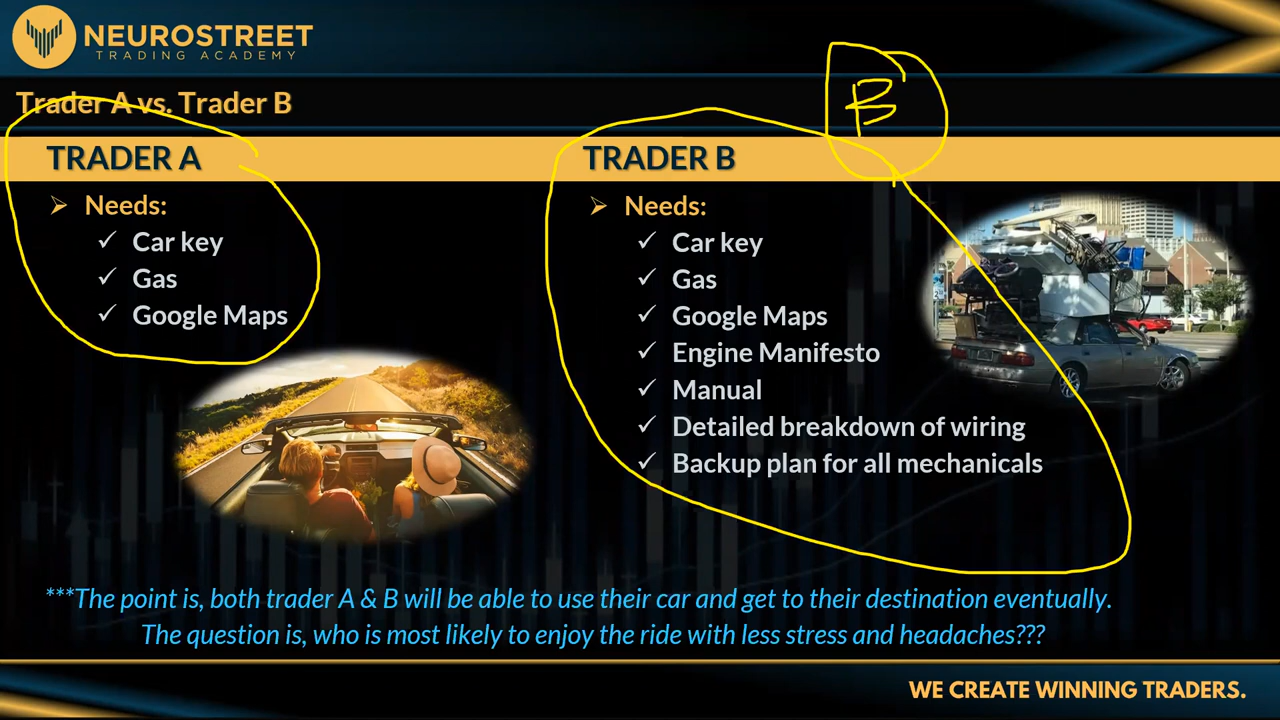 NEUROSTREET
TRADING ACADEMY
Trader A vs. Trader B
TRADER A
Needs:
Car key
Gas
Google Maps
TRADER B
B
Needs:
Car key
Gas
Google Maps
Engine Manifesto
Manual
Detailed breakdown of wiring
Backup plan for all mechanicals
***The point is, both trader A & B will be able to use their car and get to their destination eventually.
The question is, who is most likely to enjoy the ride with less stress and headaches???
WE CREATE WINNING TRADERS.